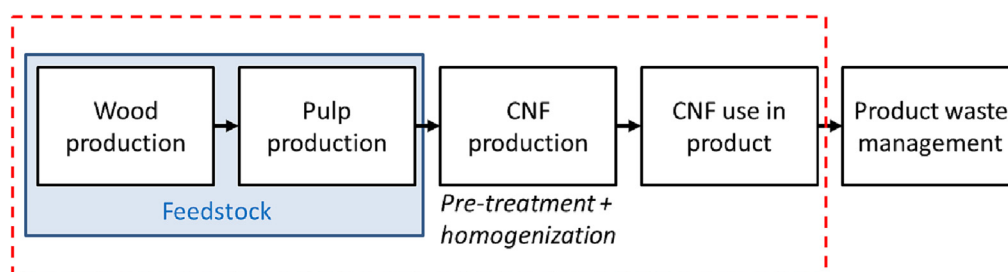 Wood
production
Pulp
production
CNF
production
CNF use in
product
Product waste
management
Feedstock
Pre-treatment +
homogenization